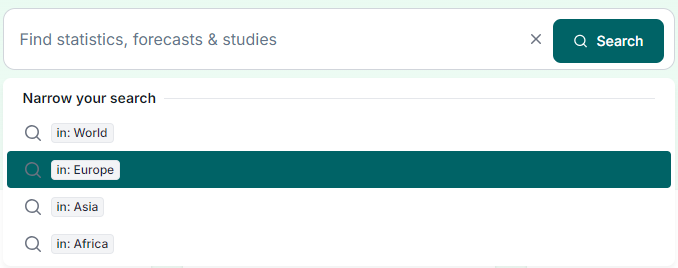 Find statistics, forecasts & studies
Search
Narrow your search
in: World
in: Europe
in: Asia
in: Africa